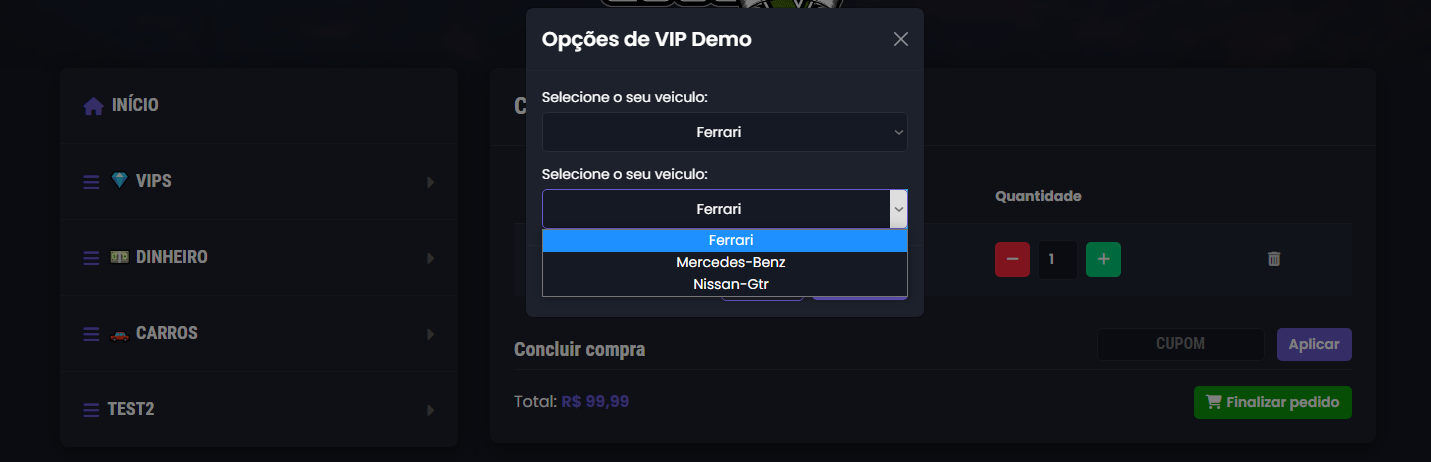 Opções de VIP Demo
Selecione o seu veiculo:
Ferrari
Selecione o seu veiculo:
Ferrari
Ferrari
Mercedes-Benz
Nissan-Gtr
INÍCIO
VIPS
DINHEIRO
CARROS
TEST2
Quantidade
1
Concluir compra
CUPOM
Aplicar
Total: R$ 99,99
Finalizar pedido